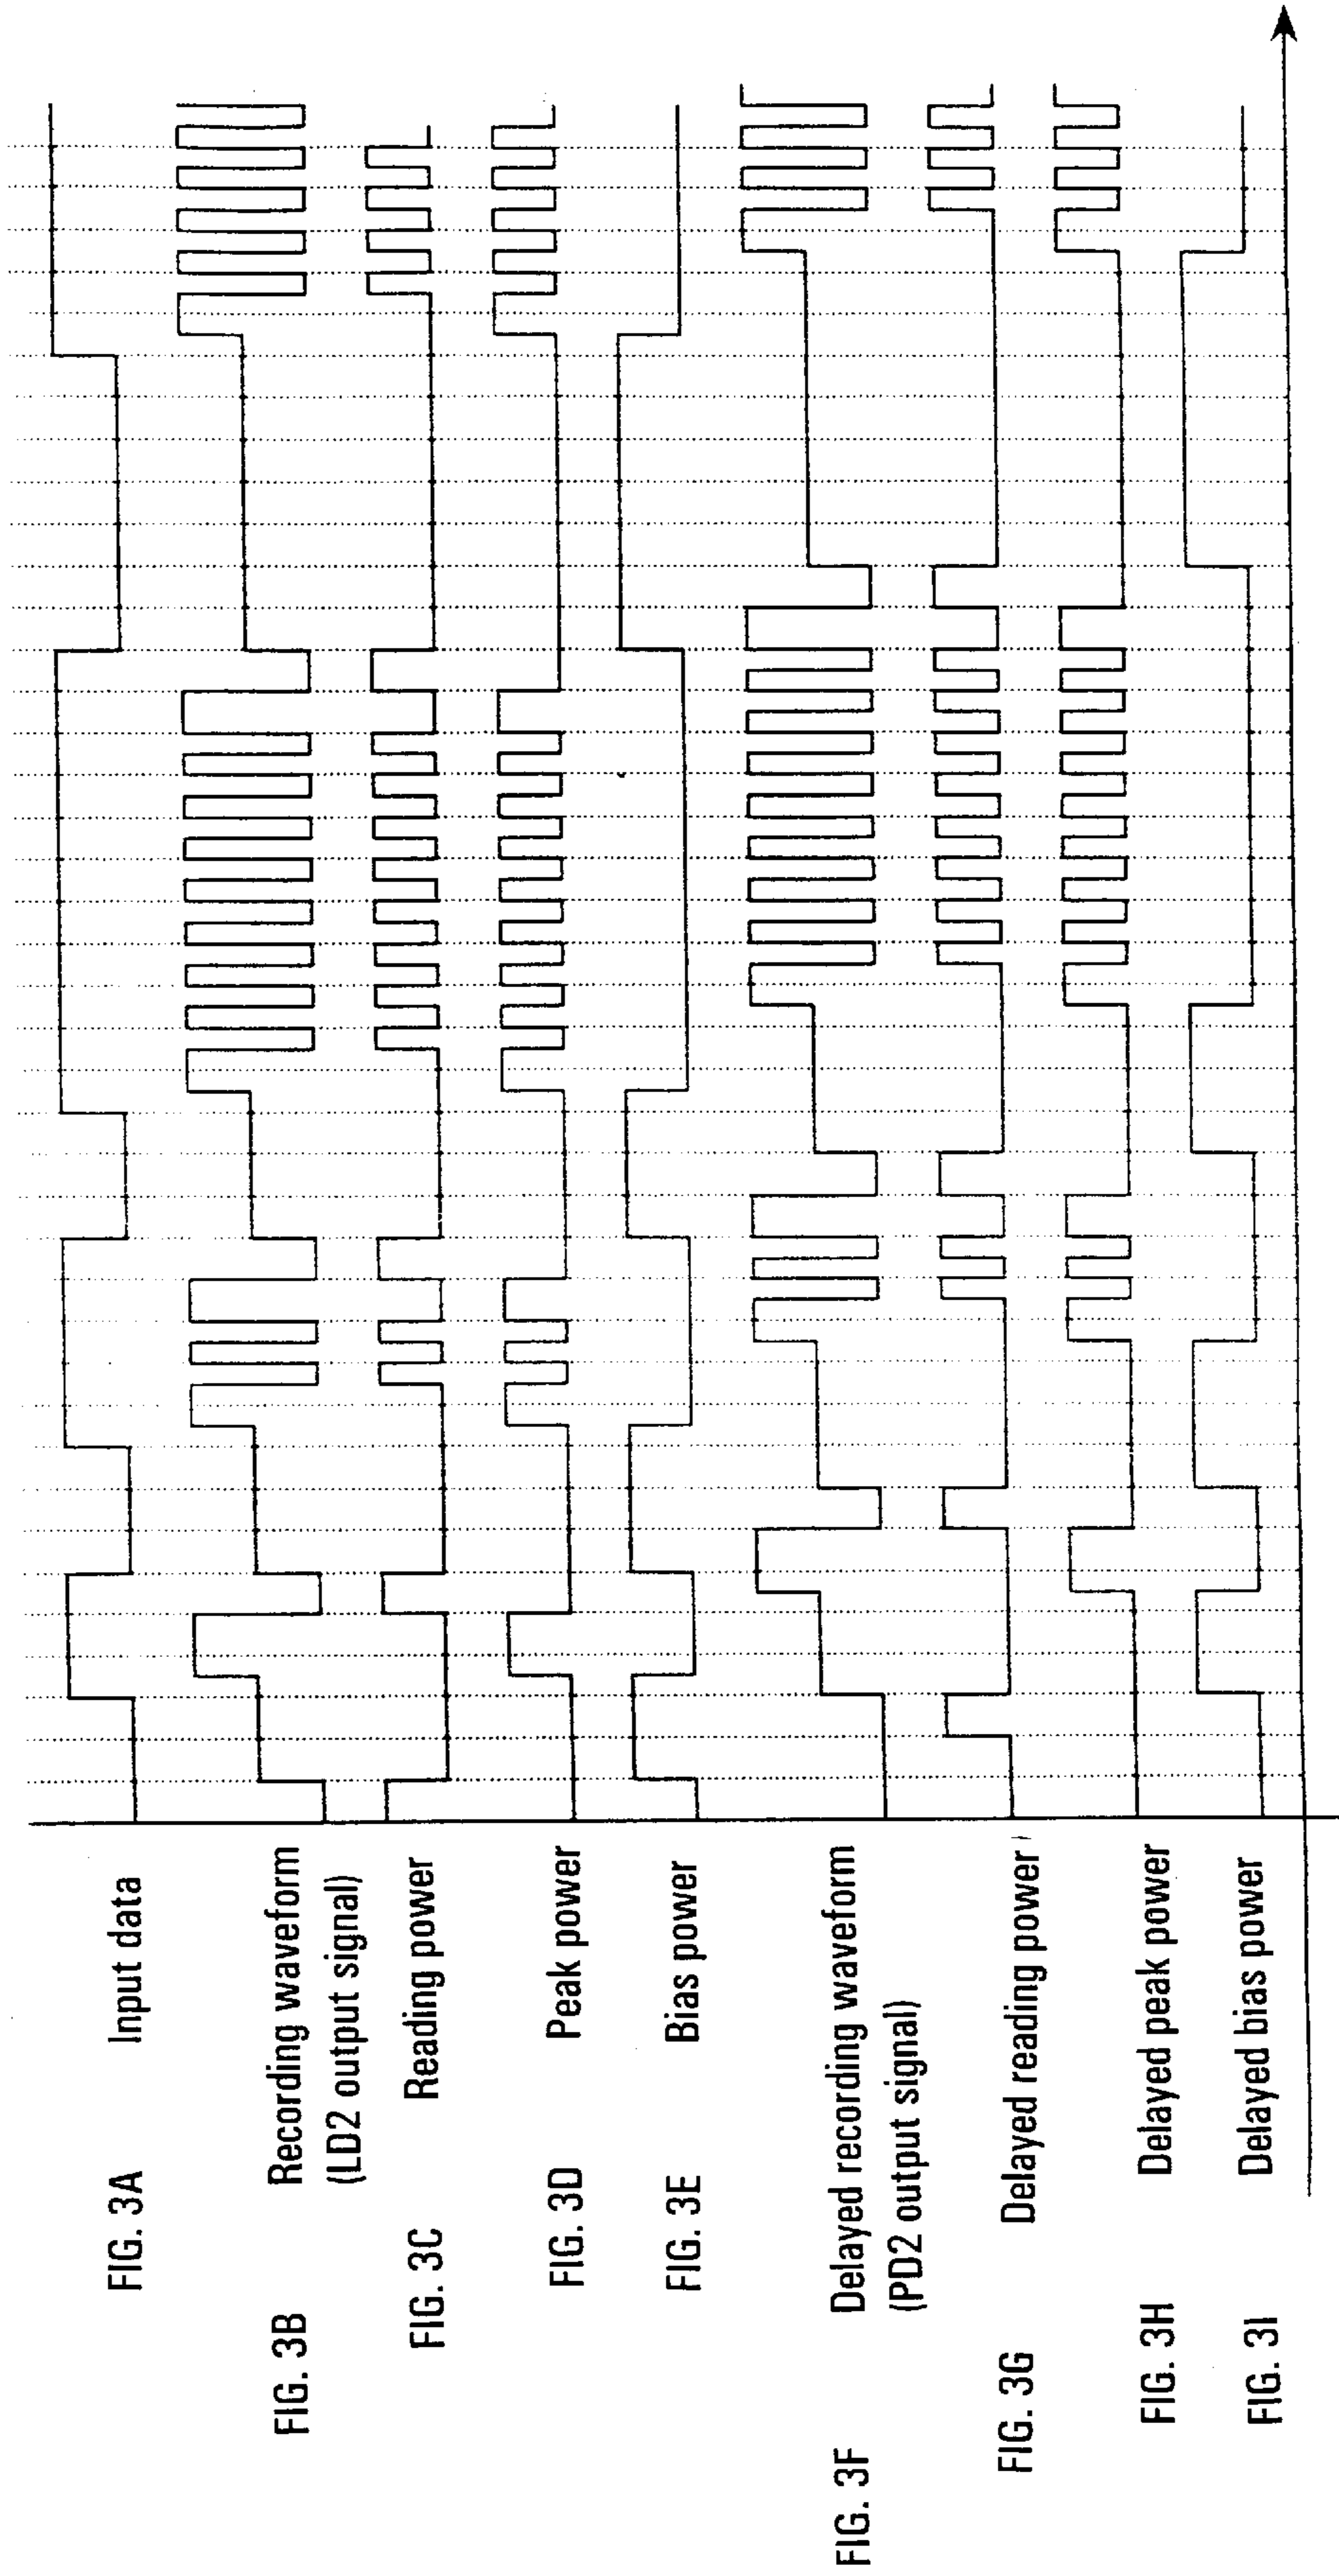 FIG. 3A Input data
FIG. 3B Recording waveform
(LD2 output signal)
FIG. 3C Reading power
FIG. 3D Peak power
FIG. 3E Bias power
FIG. 3F Delayed recording waveform
(PD2 output signal)
FIG. 3G Delayed reading power
FIG. 3H Delayed peak power
FIG. 3I Delayed bias power